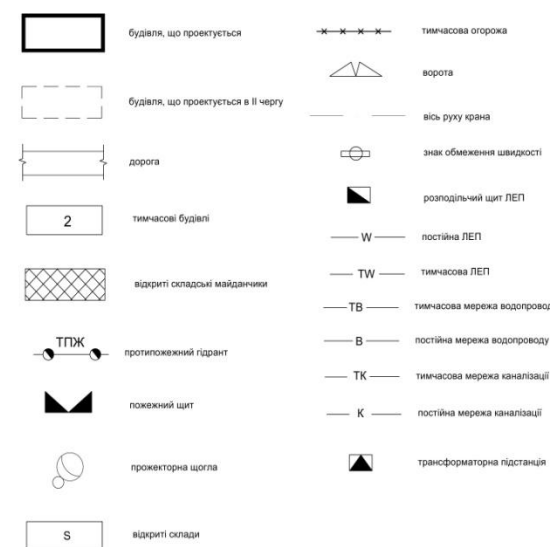 будівля, що проектується
будівля, що проектується в II чергу
дорога
2
тимчасові будівлі
відкриті складські майданчики
ТПЖ
протипожежний гідрант
пожежний щит
прожекторна щогла
S
відкриті склади
тимчасова огорожа
ворота
вісь руху крана
знак обмеження швидкості
розподільчий щит ЛЕП
W
постійна ЛЕП
TW
тимчасова ЛЕП
ТВ
тимчасова мережа водопровод
В
постійна мережа водопроводу
ТК
тимчасова мережа каналізації
К
постійна мережа каналізації
трансформаторна підстанція